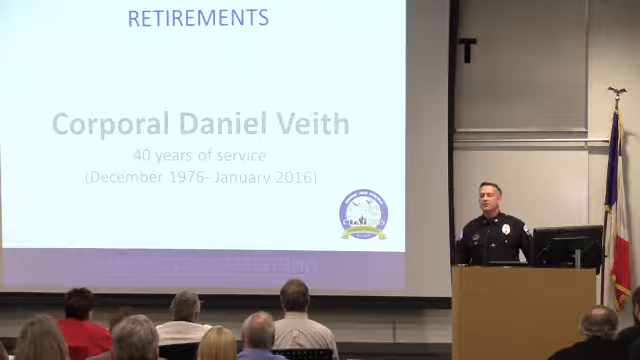 RETIREMENTS
Corporal Daniel Veith
40 years of service
(December 1976- January 2016)